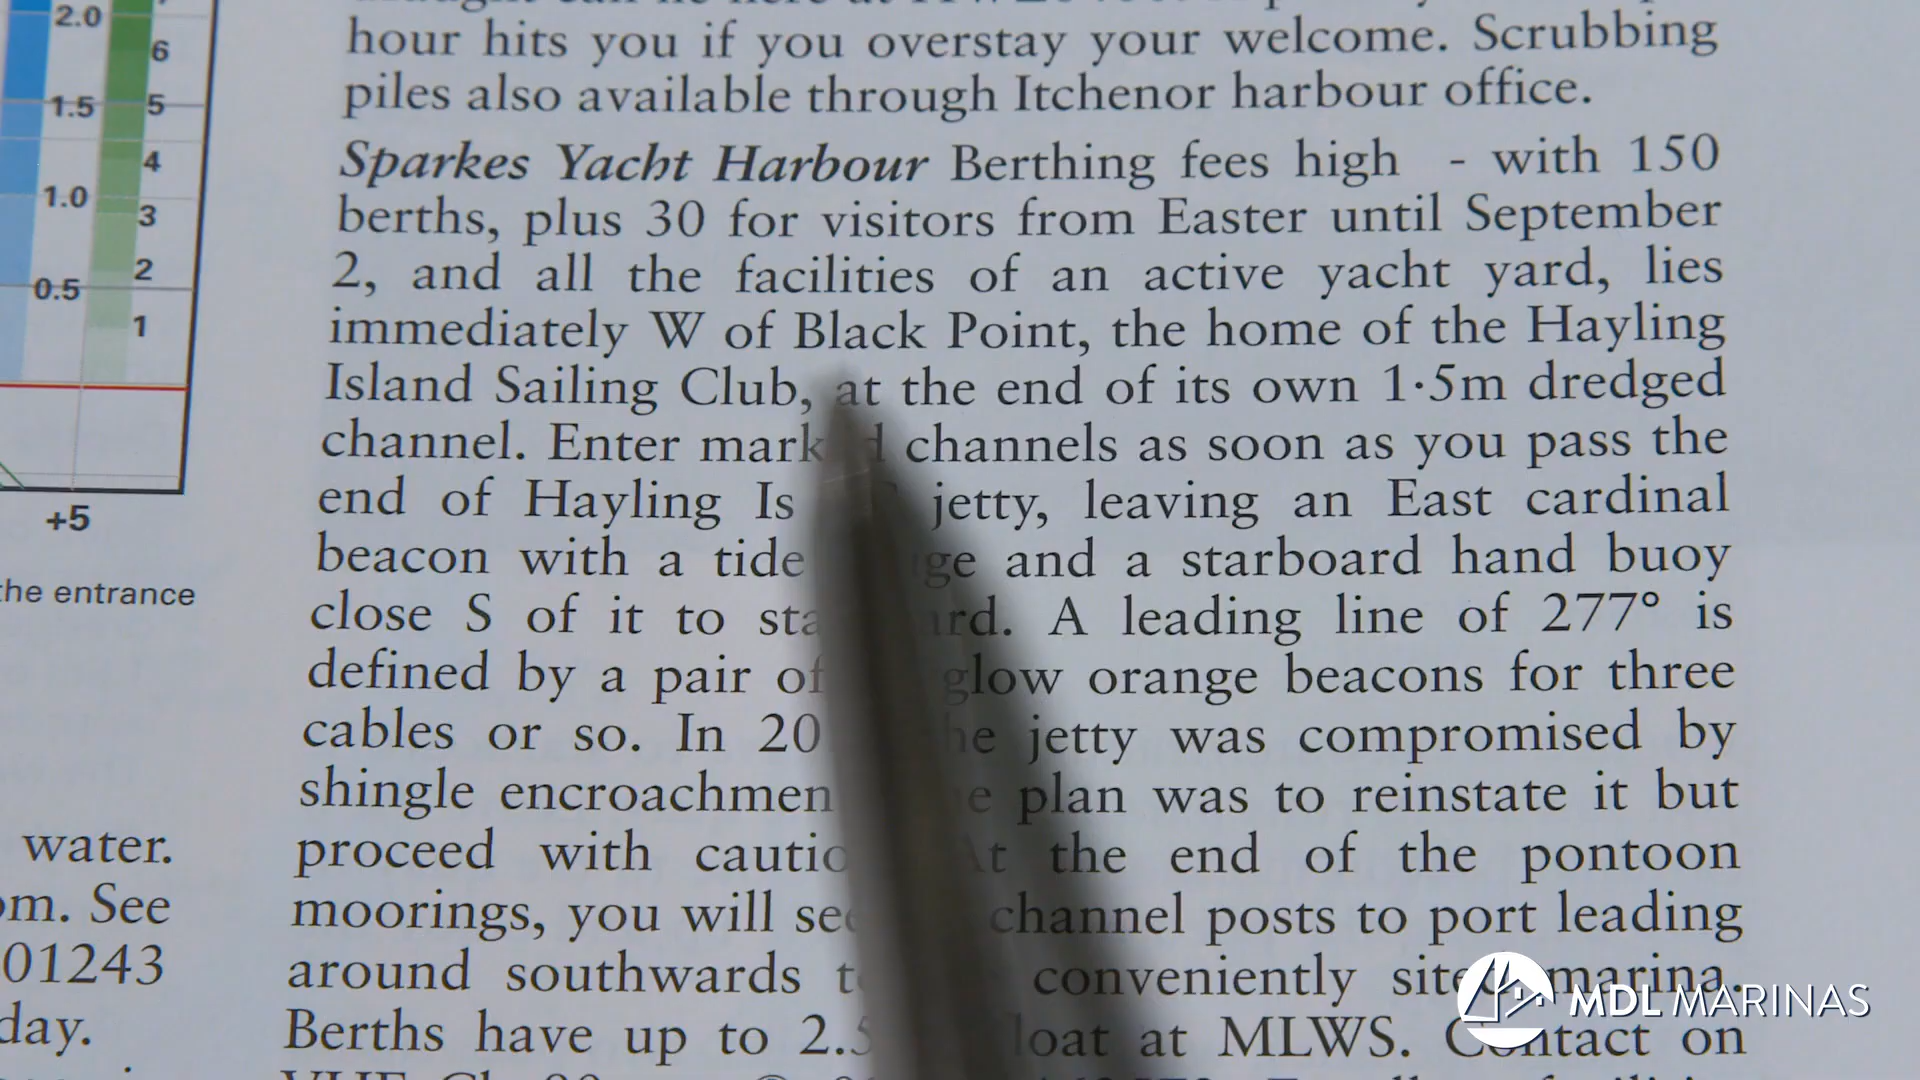 2.0
6
1.5
5
4
1.0
3
2
0.5
1
+5
the entrance
water.
See
01243
day.
hour hits you if you overstay your welcome. Scrubbing
piles also available through Itchenor harbour office.
Sparkes Yacht Harbour Berthing fees high - with 150
berths, plus 30 for visitors from Easter until September
2, and all the facilities of an active yacht yard, lies
immediately W of Black Point, the home of the Hayling
Island Sailing Club, at the end of its own 1·5m dredged
channel. Enter marked channels as soon as you pass the
end of Hayling Is jetty, leaving an East cardinal
beacon with a tide and a starboard hand buoy
close S of it to starboard. A leading line of 277° is
defined by a pair of glow orange beacons for three
cables or so. In the jetty was compromised by
shingle encroachment plan was to reinstate it but
proceed with caution At the end of the pontoon
moorings, you will see channel posts to port leading
around southwards conveniently sited marina.
Berths have up to at MLWS. Contact on
MDL MARINAS